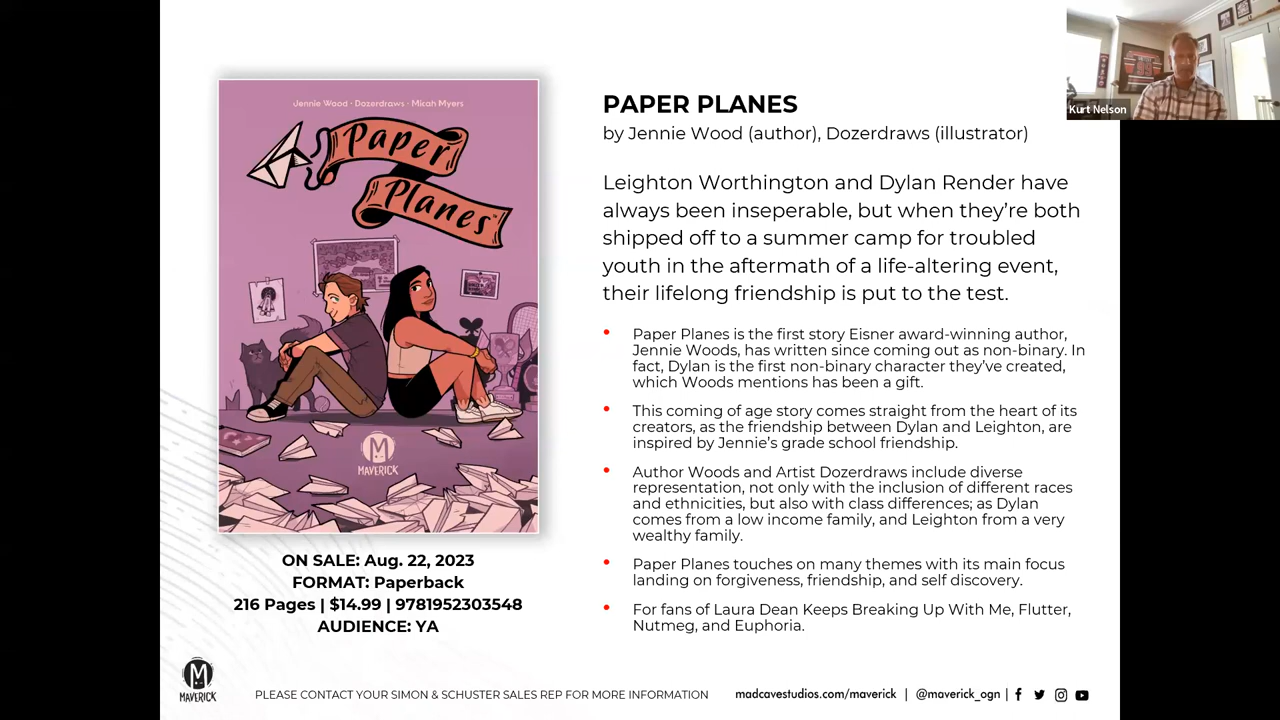 Kurt Nelson
Jennie Wood · Dozerdraws · Micah Myers
Paper
Planes™
M
MAVERICK
ON SALE: Aug. 22, 2023
FORMAT: Paperback
216 Pages | $14.99 | 9781952303548
AUDIENCE: YA
PAPER PLANES
by Jennie Wood (author), Dozerdraws (illustrator)
Leighton Worthington and Dylan Render have
always been inseperable, but when they're both
shipped off to a summer camp for troubled
youth in the aftermath of a life-altering event,
their lifelong friendship is put to the test.
• Paper Planes is the first story Eisner award-winning author,
Jennie Woods, has written since coming out as non-binary. In
fact, Dylan is the first non-binary character they've created,
which Woods mentions has been a gift.
• This coming of age story comes straight from the heart of its
creators, as the friendship between Dylan and Leighton, are
inspired by Jennie's grade school friendship.
• Author Woods and Artist Dozerdraws include diverse
representation, not only with the inclusion of different races
and ethnicities, but also with class differences; as Dylan
comes from a low income family, and Leighton from a very
wealthy family.
• Paper Planes touches on many themes with its main focus
landing on forgiveness, friendship, and self discovery.
• For fans of Laura Dean Keeps Breaking Up With Me, Flutter,
Nutmeg, and Euphoria.
M
MAVERICK
PLEASE CONTACT YOUR SIMON & SCHUSTER SALES REP FOR MORE INFORMATION
madcavestudios.com/maverick | @maverick_ogn |